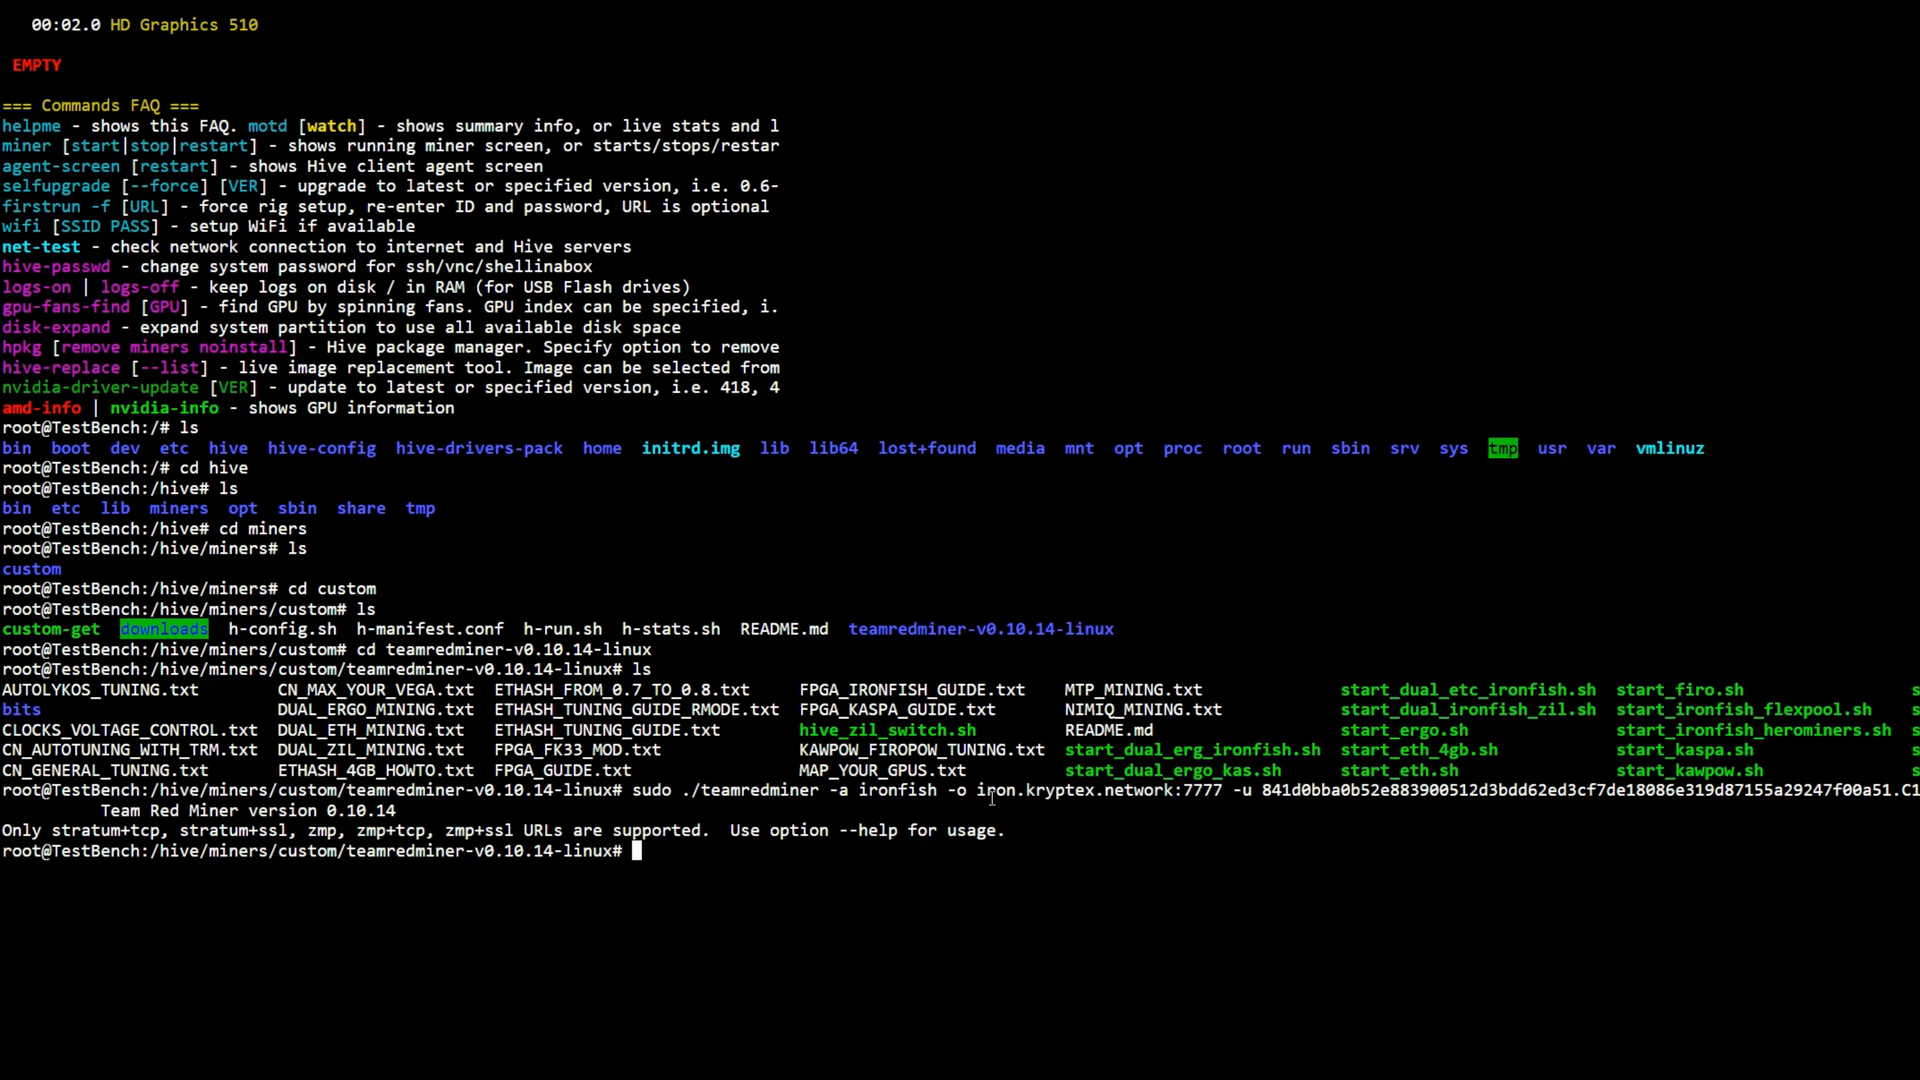 00:02.0 HD Graphics 510
EMPTY
=== Commands FAQ ===
helpme - shows this FAQ. motd [watch] - shows summary info, or live stats and l
miner [start|stop|restart] - shows running miner screen, or starts/stops/restar
agent-screen [restart] - shows Hive client agent screen
selfupgrade [--force] [VER] - upgrade to latest or specified version, i.e. 0.6-
firstrun -f [URL] - force rig setup, re-enter ID and password, URL is optional
wifi [SSID PASS] - setup WiFi if available
net-test - check network connection to internet and Hive servers
hive-passwd - change system password for ssh/vnc/shellinabox
logs-on | logs-off - keep logs on disk / in RAM (for USB Flash drives)
gpu-fans-find [GPU] - find GPU by spinning fans. GPU index can be specified, i.
disk-expand - expand system partition to use all available disk space
hpkg [remove miners noinstall] - Hive package manager. Specify option to remove
hive-replace [--list] - live image replacement tool. Image can be selected from
nvidia-driver-update [VER] - update to latest or specified version, i.e. 418, 4
amd-info | nvidia-info - shows GPU information
root@TestBench:/# ls
bin boot dev etc hive hive-config hive-drivers-pack home initrd.img lib lib64 lost+found media mnt opt proc root run sbin srv sys tmp usr var vmlinuz
root@TestBench:/# cd hive
root@TestBench:/hive# ls
bin etc lib miners opt sbin share tmp
root@TestBench:/hive# cd miners
root@TestBench:/hive/miners# ls
custom
root@TestBench:/hive/miners# cd custom
root@TestBench:/hive/miners/custom# ls
custom-get downloads h-config.sh h-manifest.conf h-run.sh h-stats.sh README.md teamredminer-v0.10.14-linux
root@TestBench:/hive/miners/custom# cd teamredminer-v0.10.14-linux
root@TestBench:/hive/miners/custom/teamredminer-v0.10.14-linux# ls
AUTOLYKOS_TUNING.txt CN_MAX_YOUR_VEGA.txt ETHASH_FROM_0.7_TO_0.8.txt FPGA_IRONFISH_GUIDE.txt MTP_MINING.txt start_dual_etc_ironfish.sh start_firo.sh s
bits DUAL_ERGO_MINING.txt ETHASH_TUNING_GUIDE_RMODE.txt FPGA_KASPA_GUIDE.txt NIMIQ_MINING.txt start_dual_ironfish_zil.sh start_ironfish_flexpool.sh s
CLOCKS_VOLTAGE_CONTROL.txt DUAL_ETH_MINING.txt ETHASH_TUNING_GUIDE.txt hive_zil_switch.sh README.md start_ergo.sh start_ironfish_herominers.sh s
CN_AUTOTUNING_WITH_TRM.txt DUAL_ZIL_MINING.txt FPGA_FK33_MOD.txt KAWPOW_FIROPOW_TUNING.txt start_dual_erg_ironfish.sh start_eth_4gb.sh start_kaspa.sh s
CN_GENERAL_TUNING.txt ETHASH_4GB_HOWTO.txt FPGA_GUIDE.txt MAP_YOUR_GPUS.txt start_dual_ergo_kas.sh start_eth.sh start_kawpow.sh s
root@TestBench:/hive/miners/custom/teamredminer-v0.10.14-linux# sudo ./teamredminer -a ironfish -o iron.kryptex.network:7777 -u 841d0bba0b52e883900512d3bdd62ed3cf7de18086e319d87155a29247f00a51.C1
Team Red Miner version 0.10.14
Only stratum+tcp, stratum+ssl, zmp, zmp+tcp, zmp+ssl URLs are supported. Use option --help for usage.
root@TestBench:/hive/miners/custom/teamredminer-v0.10.14-linux#